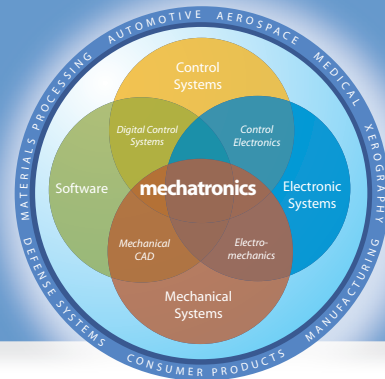 MATERIALS PROCESSING AUTOMOTIVE AEROSPACE MEDICAL XEROGRAPHY
Control
Systems
Digital Control
Systems
Control
Electronics
Software
mechatronics
Electronic
Systems
Mechanical
CAD
Electro-
mechanics
Mechanical
Systems
DEFENSE SYSTEMS CONSUMER PRODUCTS MANUFACTURING